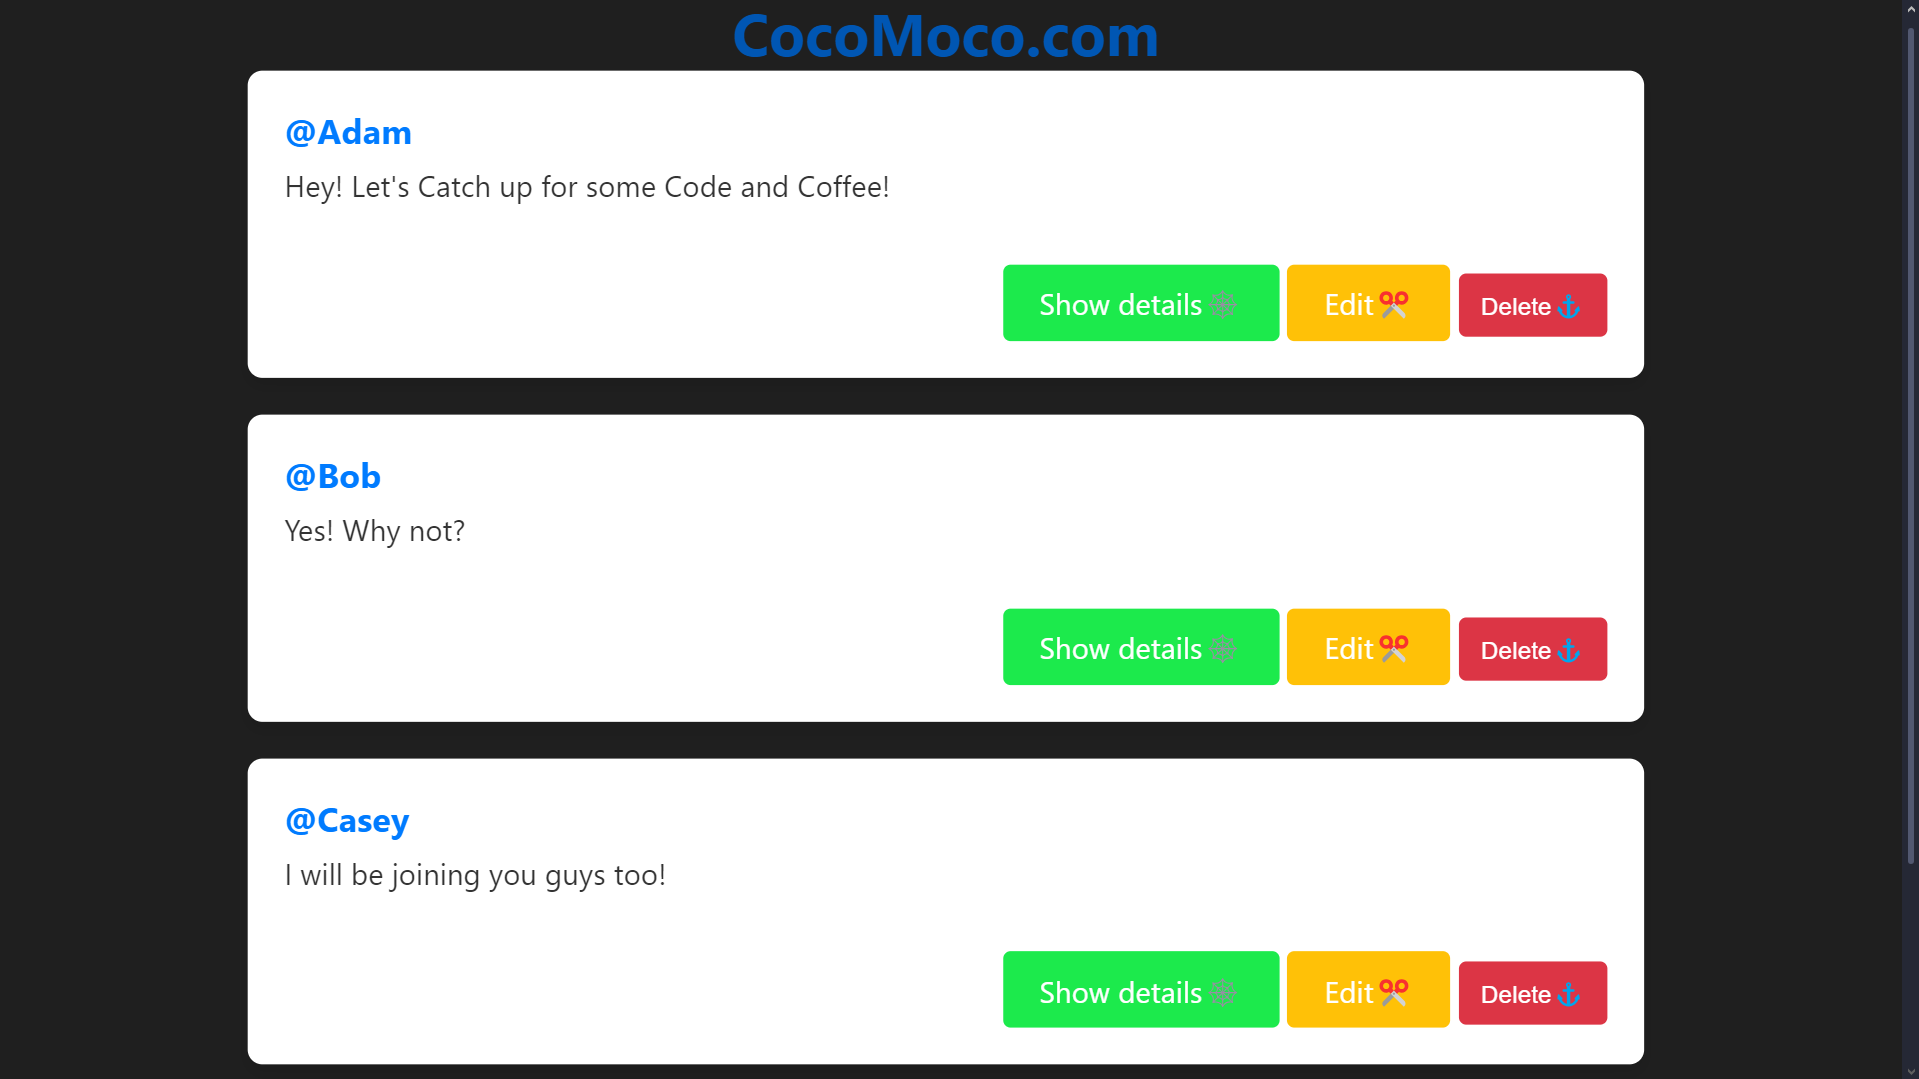 CocoMoco.com
@Adam
Hey! Let's Catch up for some Code and Coffee!
Show details Edit Delete
@Bob
Yes! Why not?
Show details Edit Delete
@Casey
I will be joining you guys too!
Show details Edit Delete